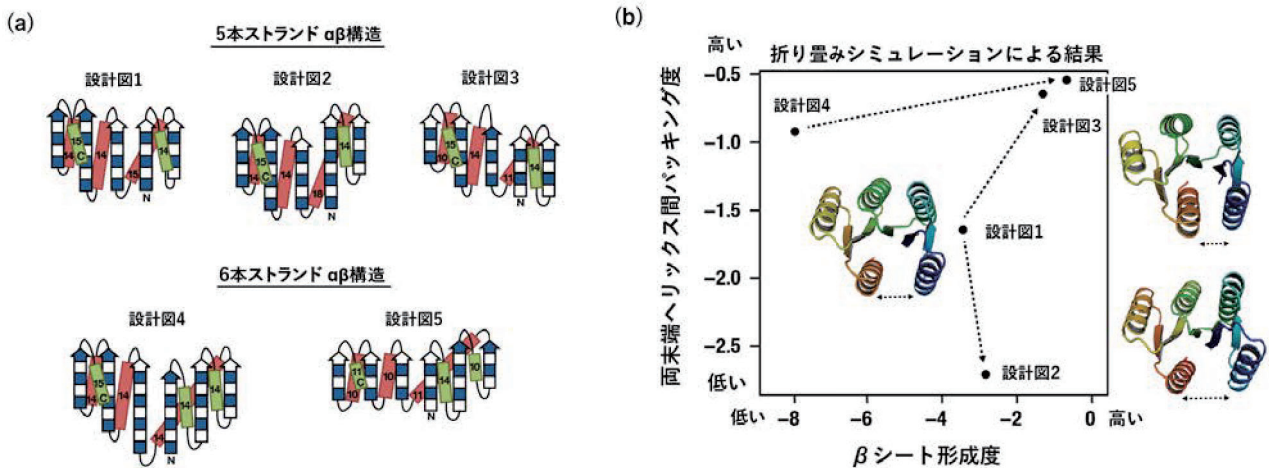 (a)
5本ストランド αβ構造
設計図1
設計図2
設計図3
14
15
C
14
15
14
N
14
15
C
14
18
14
N
10
15
C
14
11
14
N
6本ストランド αβ構造
設計図4
設計図5
14
15
C
14
14
14
14
N
10
11
C
10
11
14
10
N
(b)
高い
折り畳みシミュレーションによる結果
両末端ヘリックス間パッキング度
-0.5
-1.0
-1.5
-2.0
-2.5
低い
設計図4
設計図5
設計図3
設計図1
設計図2
低い
-8
-6
-4
-2
0
高い
βシート形成度